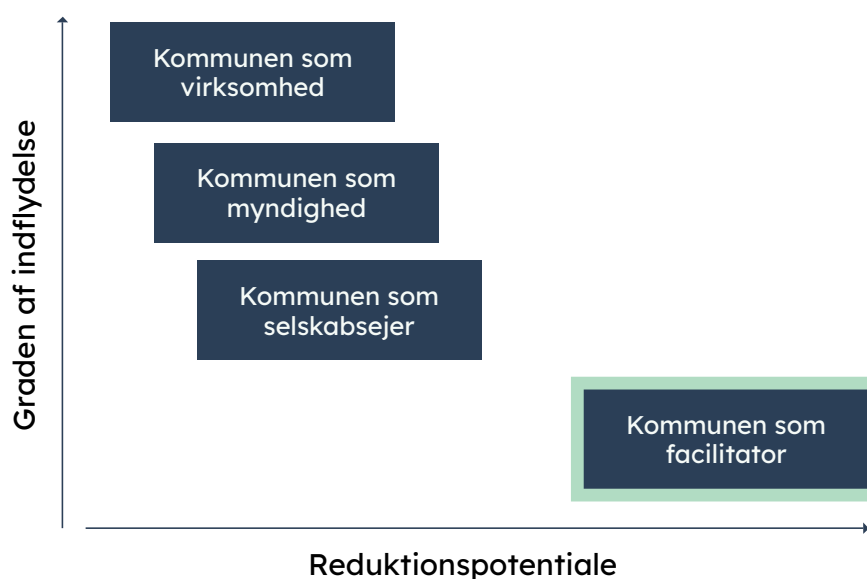 Kommunen som
virksomhed
Kommunen som
myndighed
Kommunen som
selskabsejer
Kommunen som
facilitator
Graden af indflydelse
Reduktionspotentiale